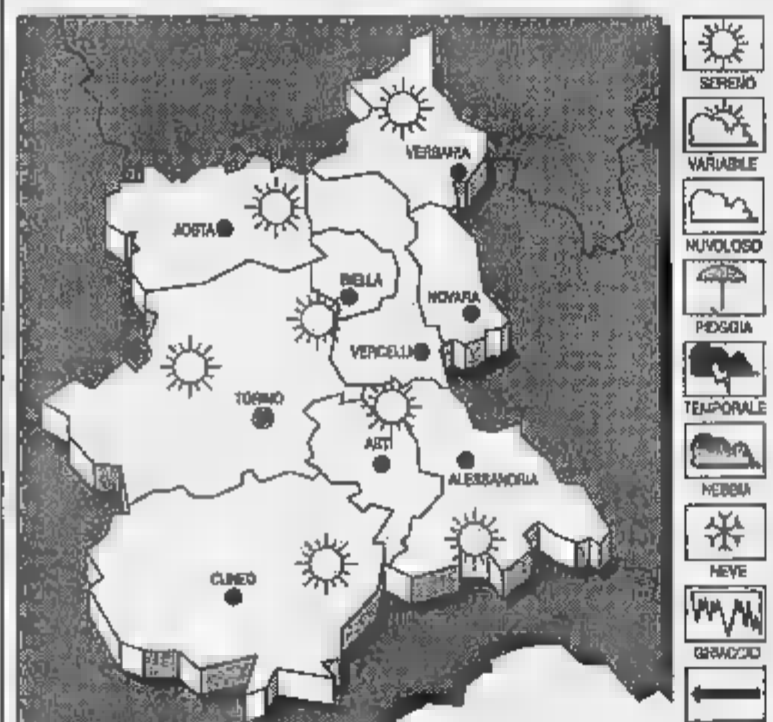 SERENO
VERBANIA
VARIABILE
AOSTA
NUVOLOSO
BIELLA
NOVARA
PIOGGIA
VERCELLI
TORINO
TEMPORALE
ASTI
ALESSANDRIA
NEBBIA
CUNEO
NEVE
GHIACCIO